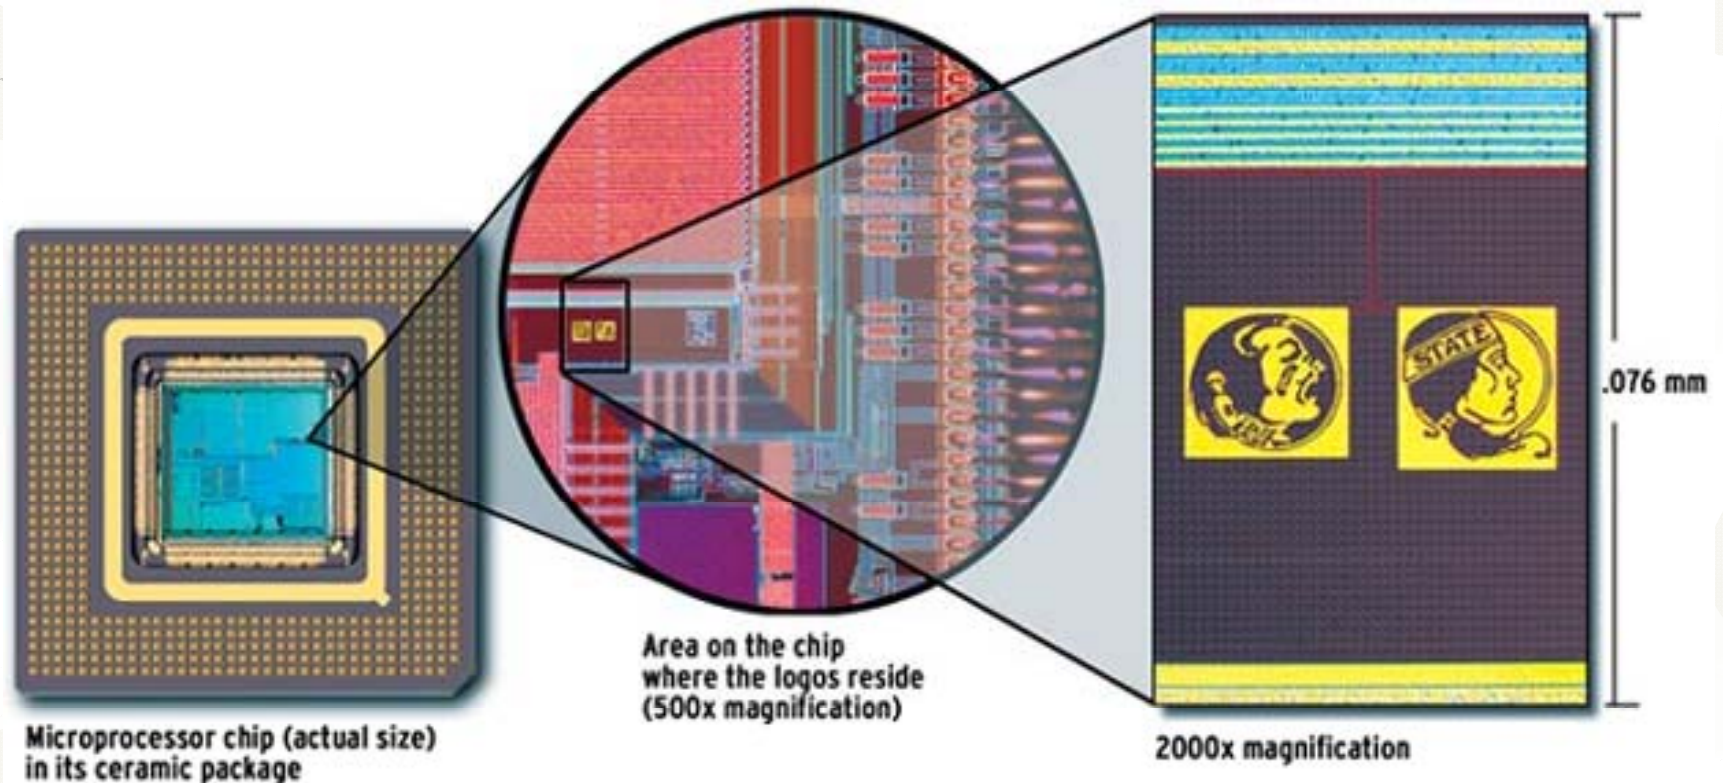 Microprocessor chip (actual size)
in its ceramic package
Area on the chip
where the logos reside
(500x magnification)
STATE
.076 mm
2000x magnification